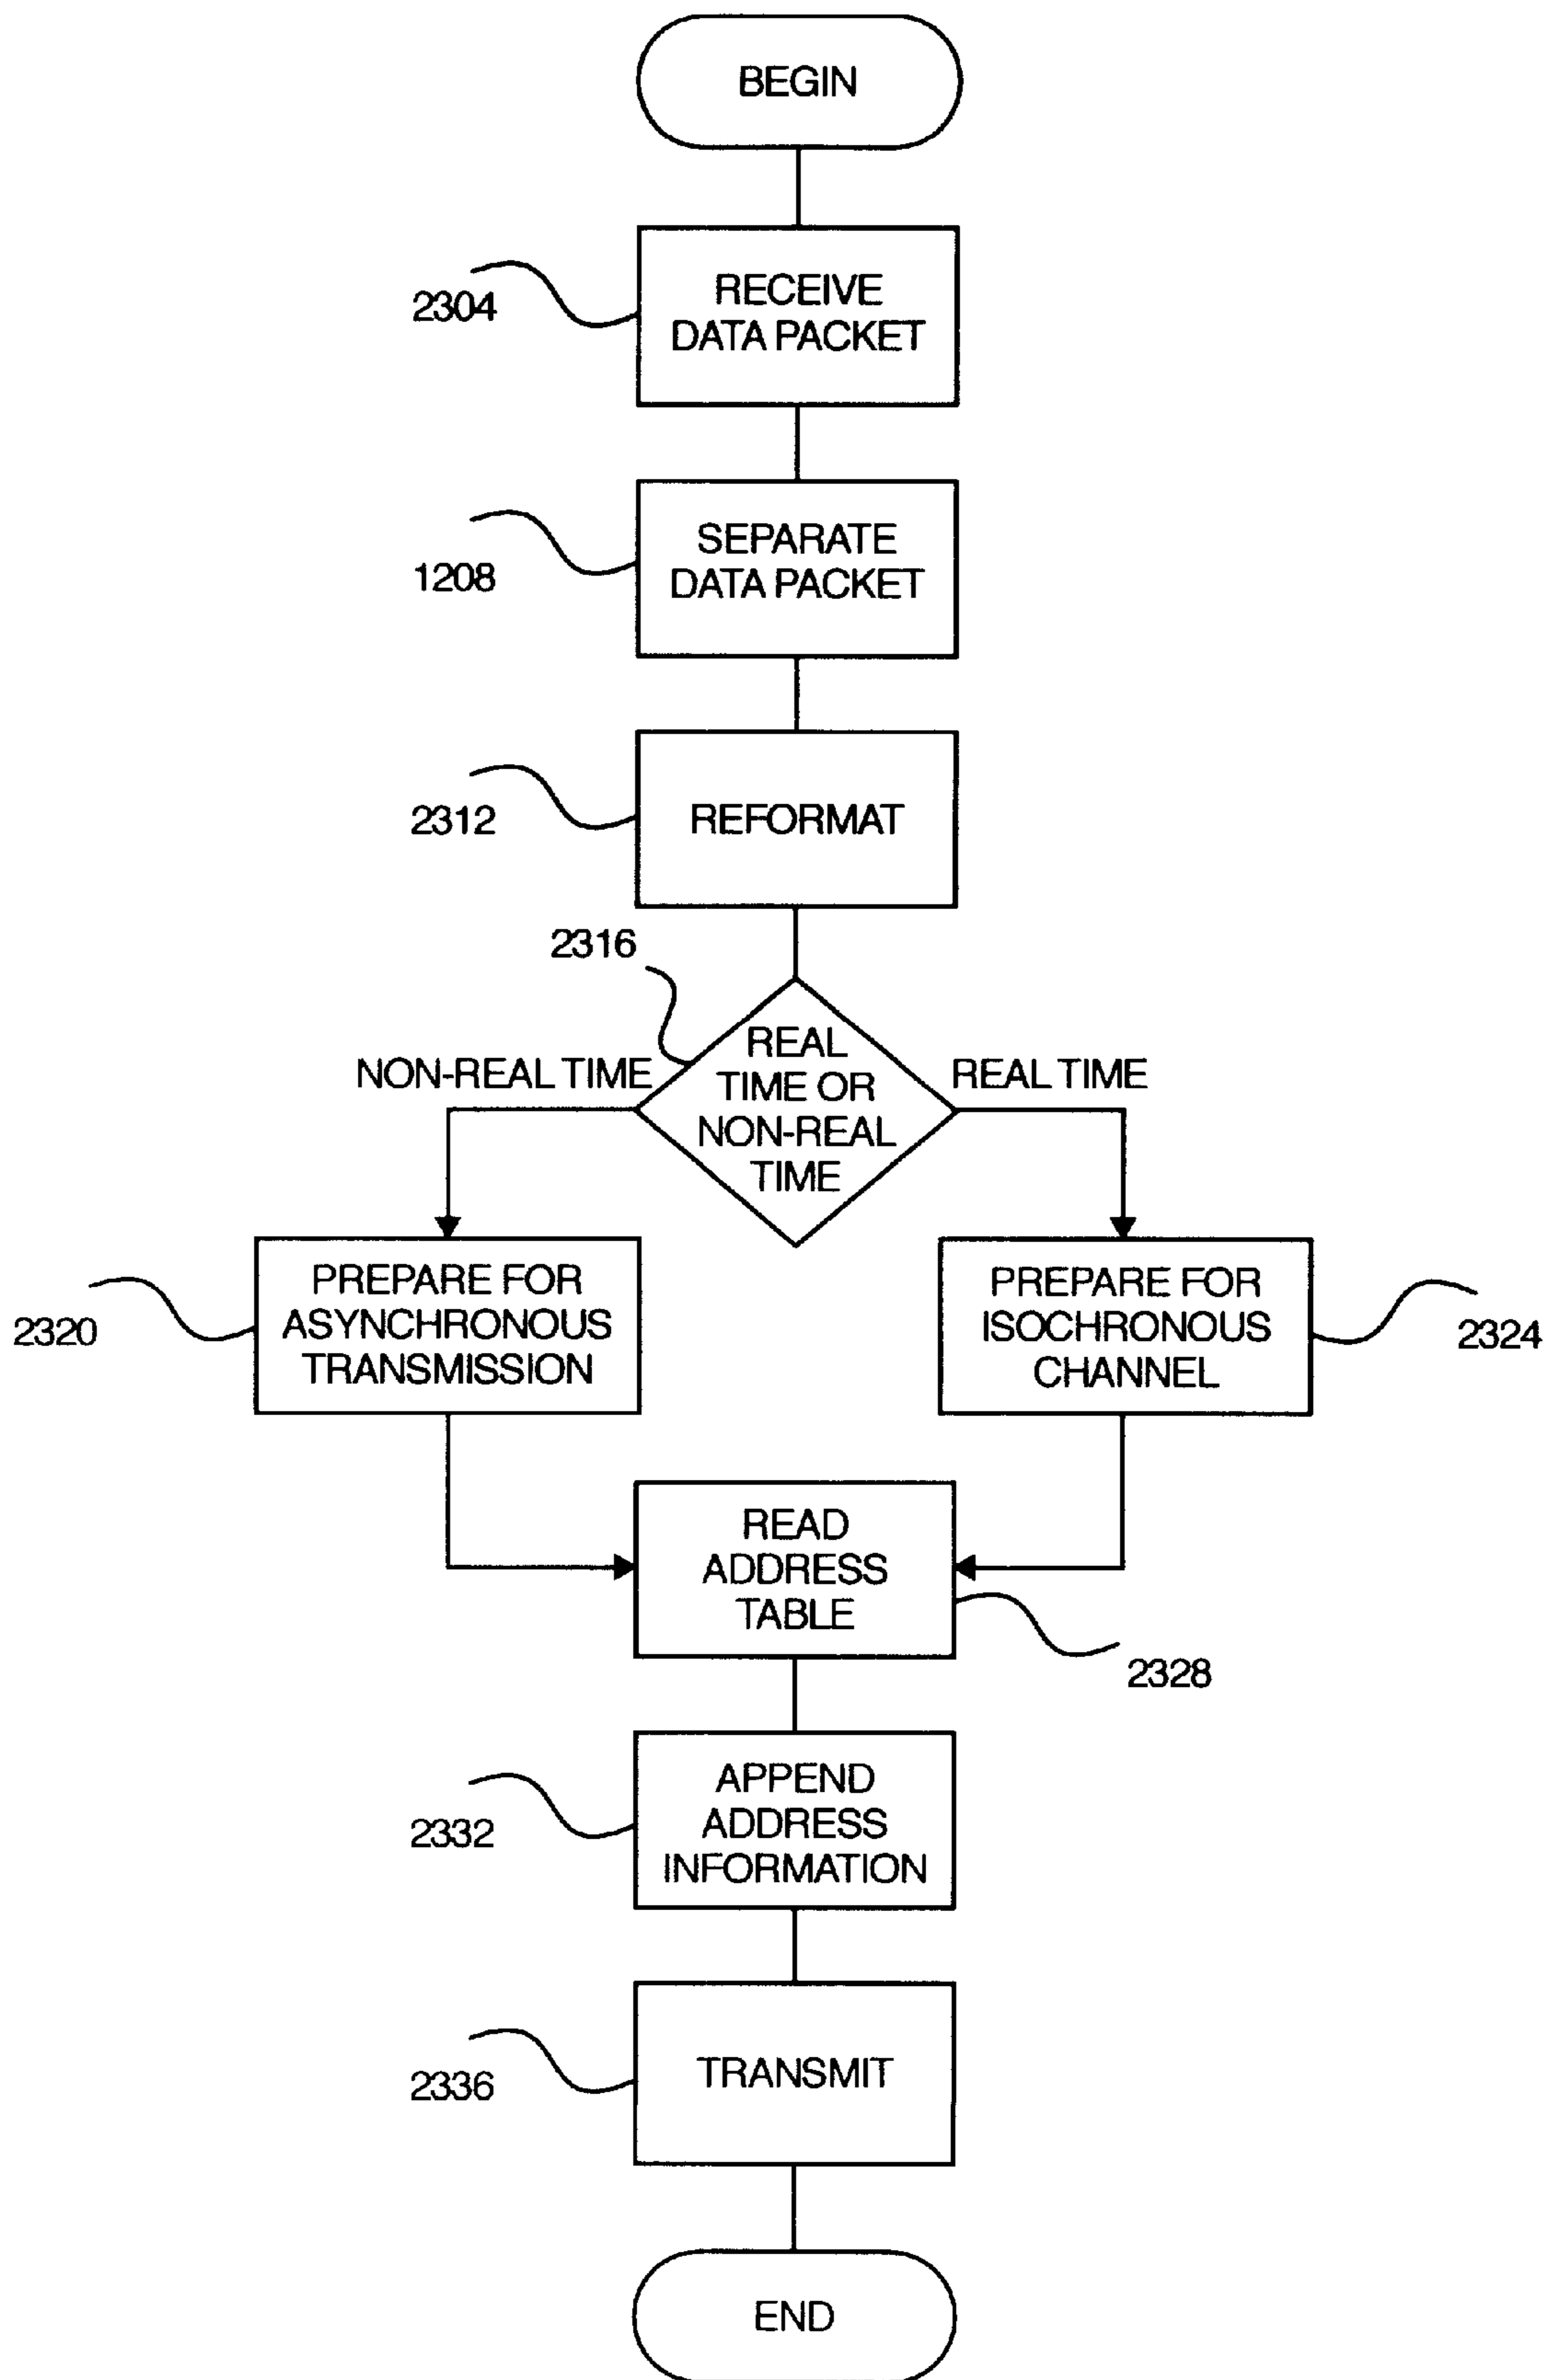 BEGIN
2304
RECEIVE
DATA PACKET
1208
SEPARATE
DATA PACKET
2312
REFORMAT
2316
REAL
TIME OR
NON-REAL
TIME
NON-REAL TIME
REAL TIME
2320
PREPARE FOR
ASYNCHRONOUS
TRANSMISSION
PREPARE FOR
ISOCHRONOUS
CHANNEL
2324
READ
ADDRESS
TABLE
2328
2332
APPEND
ADDRESS
INFORMATION
2336
TRANSMIT
END